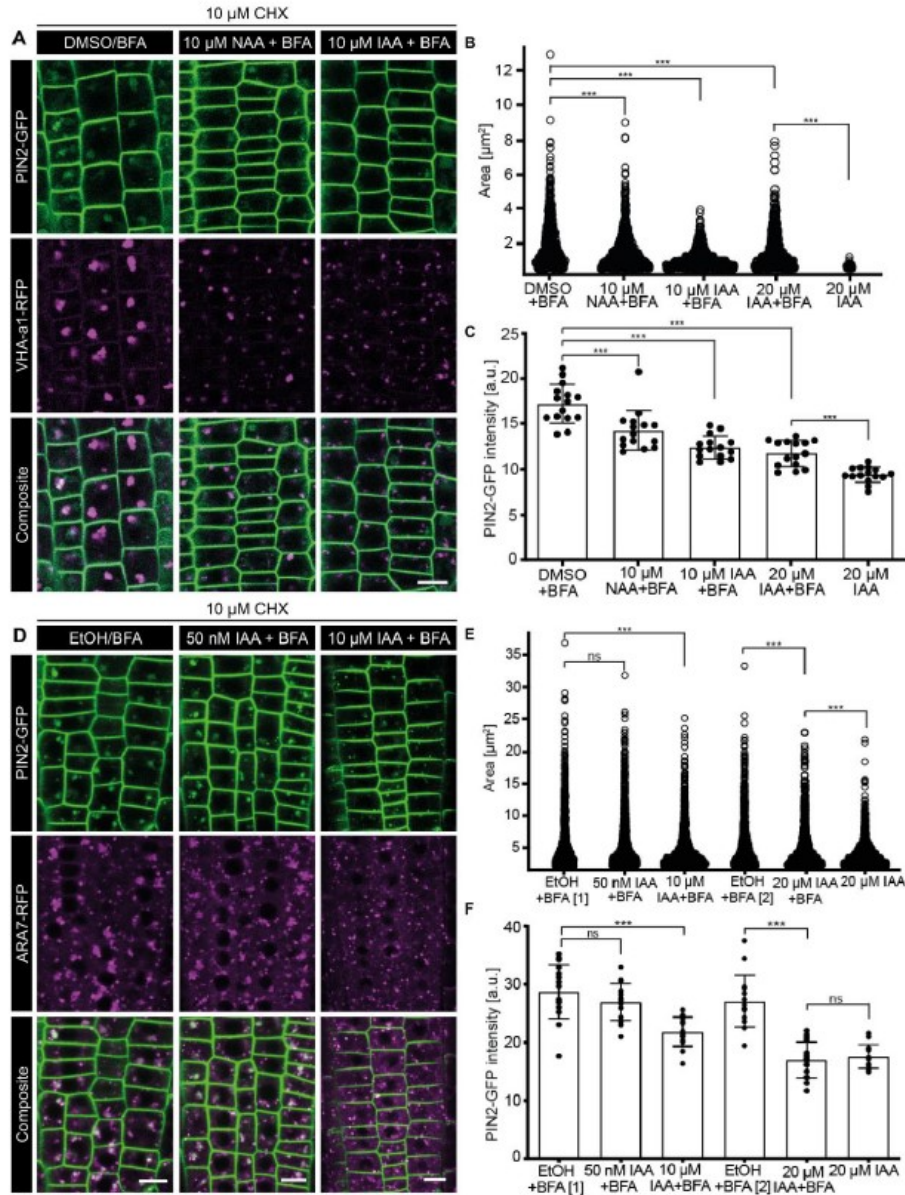 10 µM CHX
A
DMSO/BFA
10 µM NAA + BFA
10 µM IAA + BFA
PIN2-GFP
VHA-a1-RFP
Composite
B
Area [µm²]
12
10
8
6
4
2
***
***
***
***
DMSO +BFA
10 µM NAA+BFA
10 µM IAA +BFA
20 µM IAA+BFA
20 µM IAA
C
PIN2-GFP intensity [a.u.]
25
20
15
10
5
0
***
***
***
***
DMSO +BFA
10 µM NAA+BFA
10 µM IAA +BFA
20 µM IAA+BFA
20 µM IAA
10 µM CHX
D
EtOH/BFA
50 nM IAA + BFA
10 µM IAA + BFA
PIN2-GFP
ARA7-RFP
Composite
E
Area [µm²]
35
30
25
20
15
10
5
***
ns
***
***
EtOH +BFA [1]
50 nM IAA +BFA
10 µM IAA+BFA
EtOH +BFA [2]
20 µM IAA +BFA
20 µM IAA
F
PIN2-GFP intensity [a.u.]
40
30
20
10
0
***
ns
***
ns
EtOH +BFA [1]
50 nM IAA +BFA
10 µM IAA+BFA
EtOH +BFA [2]
20 µM IAA+BFA
20 µM IAA